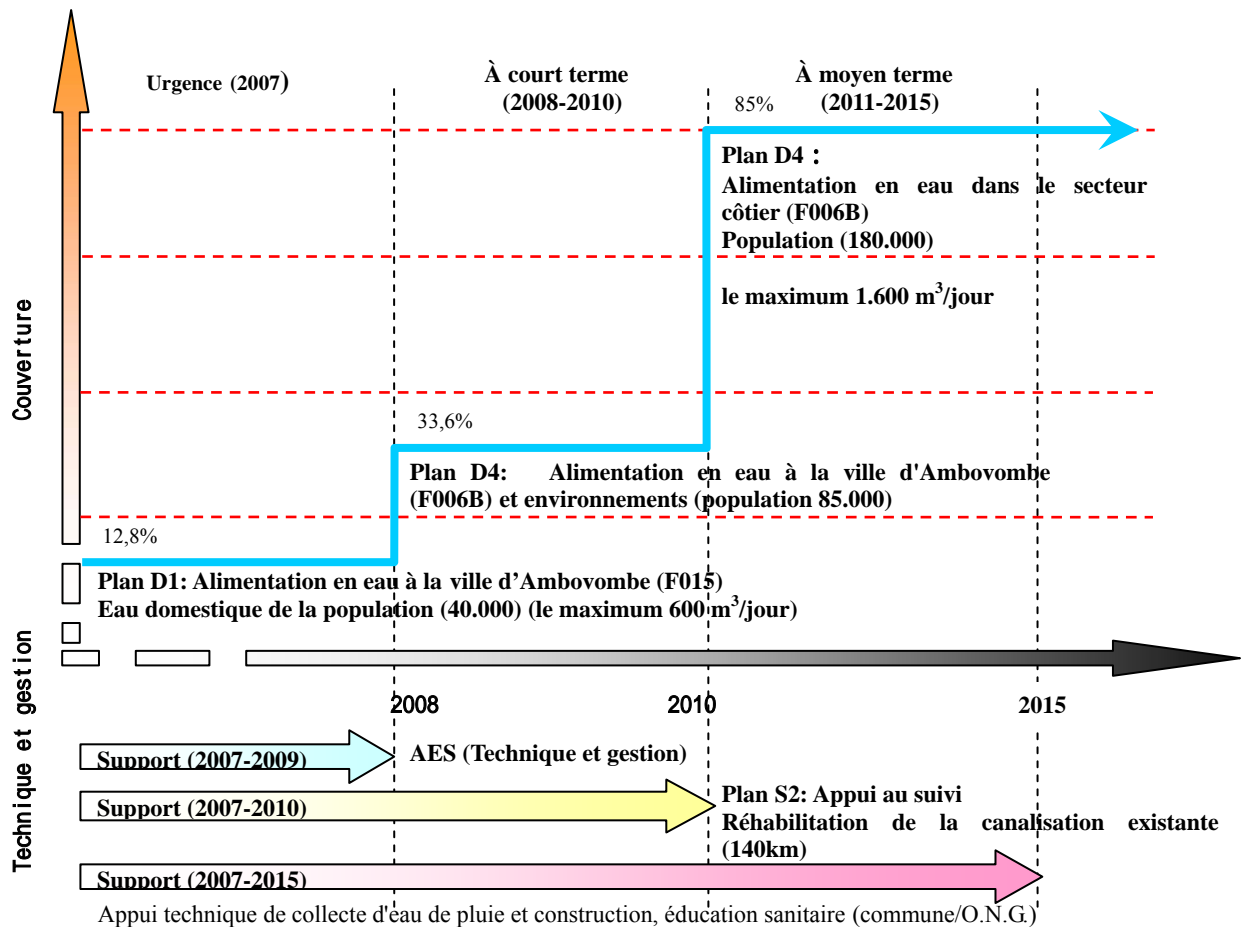 Urgence (2007)
À court terme
(2008-2010)
À moyen terme
(2011-2015)
85%
Plan D4 :
Alimentation en eau dans le secteur
côtier (F006B)
Population (180.000)
le maximum 1.600 m³/jour
Couverture
33,6%
Plan D4: Alimentation en eau à la ville d'Ambovombe
(F006B) et environnements (population 85.000)
12,8%
Plan D1: Alimentation en eau à la ville d’Ambovombe (F015)
Eau domestique de la population (40.000) (le maximum 600 m³/jour)
Technique et gestion
2008
2010
2015
Support (2007-2009)
AES (Technique et gestion)
Support (2007-2010)
Plan S2: Appui au suivi
Réhabilitation de la canalisation existante
(140km)
Support (2007-2015)
Appui technique de collecte d'eau de pluie et construction, éducation sanitaire (commune/O.N.G.)